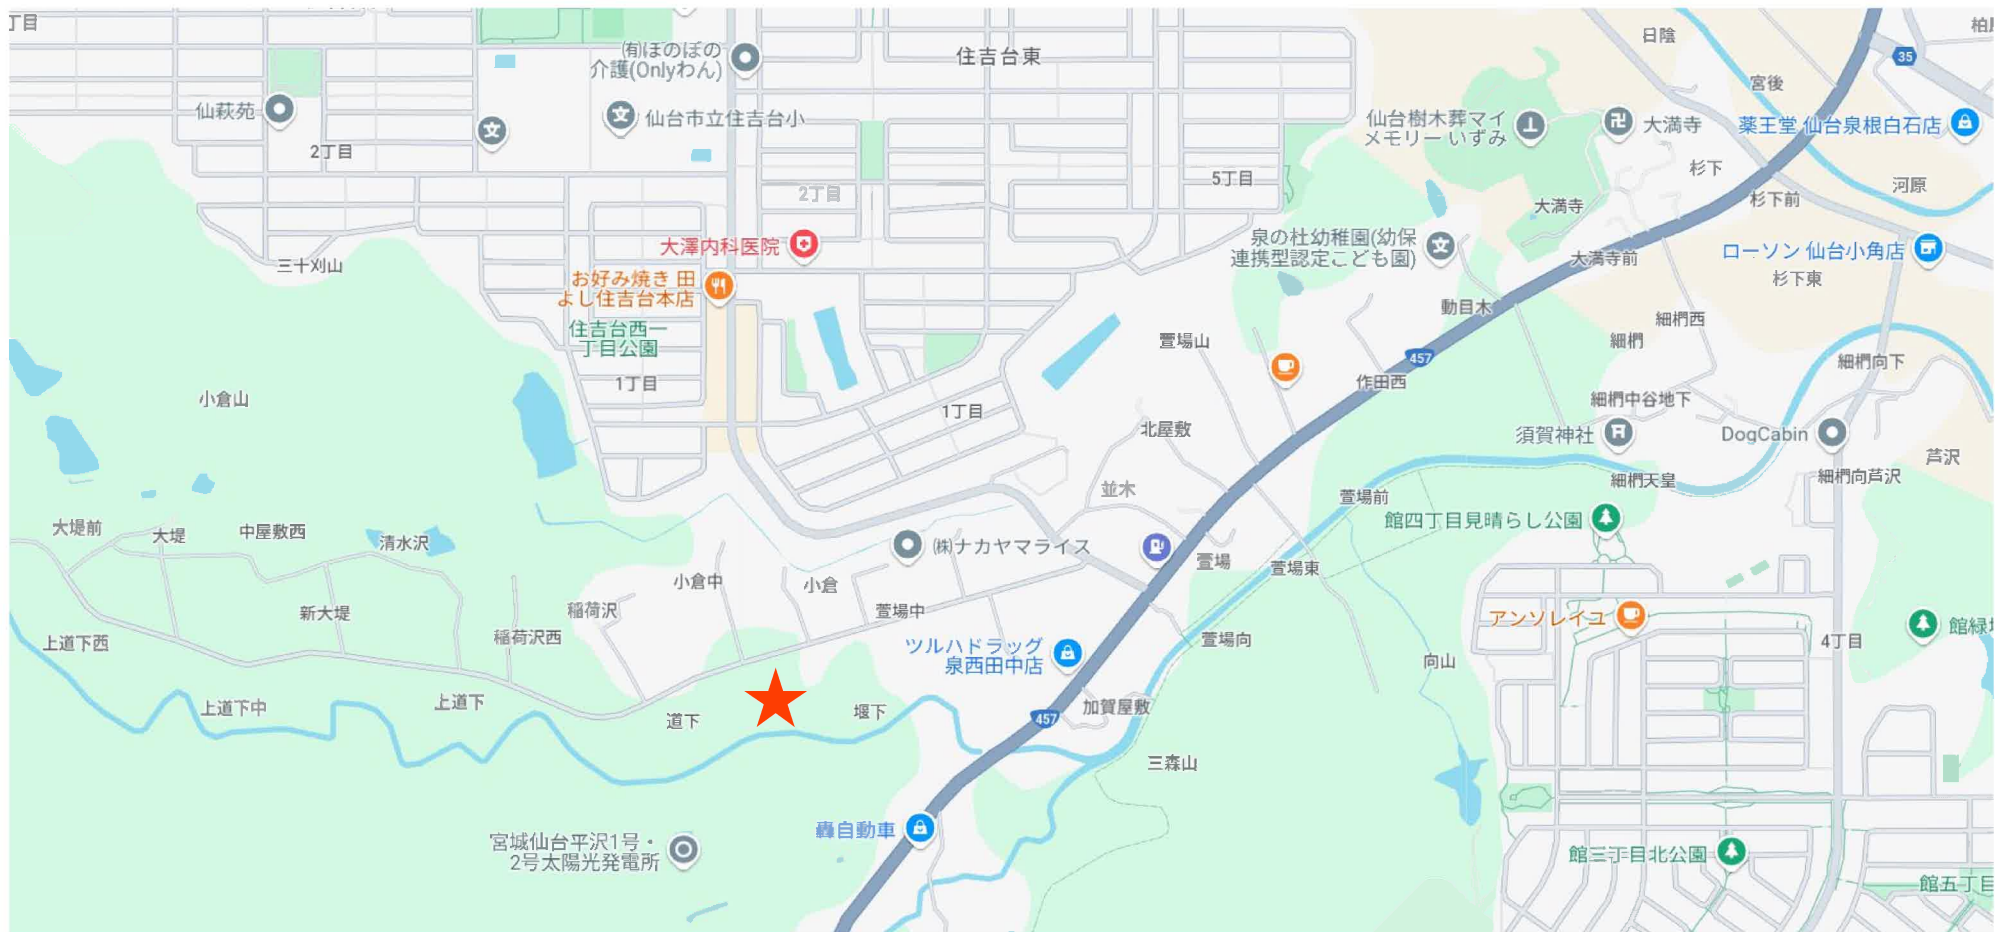 丁目
㈲ほのぼの
介護(Onlyわん)
住吉台東
日陰
柏
35
宮後
仙萩苑
仙台市立住吉台小
仙台樹木葬マイ
メモリー いずみ
大満寺
薬王堂 仙台泉根白石店
2丁目
2丁目
5丁目
杉下
河原
大満寺
杉下前
大澤内科医院
泉の杜幼稚園(幼保
連携型認定こども園)
大満寺前
ローソン 仙台小角店
杉下東
三十刈山
お好み焼き 田
よし住吉台本店
動目木
細椚西
住吉台西一
丁目公園
萱場山
細椚
457
細椚向下
小倉山
1丁目
1丁目
作田西
細椚中谷地下
北屋敷
須賀神社
DogCabin
芦沢
並木
萱場前
細椚天皇
細椚向芦沢
大堤前
大堤
中屋敷西
清水沢
㈱ナカヤマライス
館四丁目見晴らし公園
萱場
萱場東
小倉中
小倉
新大堤
稲荷沢
萱場中
アンソレイユ
上道下西
稲荷沢西
ツルハドラッグ
泉西田中店
萱場向
4丁目
館緑地
向山
上道下中
上道下
道下
堰下
457
加賀屋敷
三森山
轟自動車
宮城仙台平沢1号・
2号太陽光発電所
館三丁目北公園
館五丁目